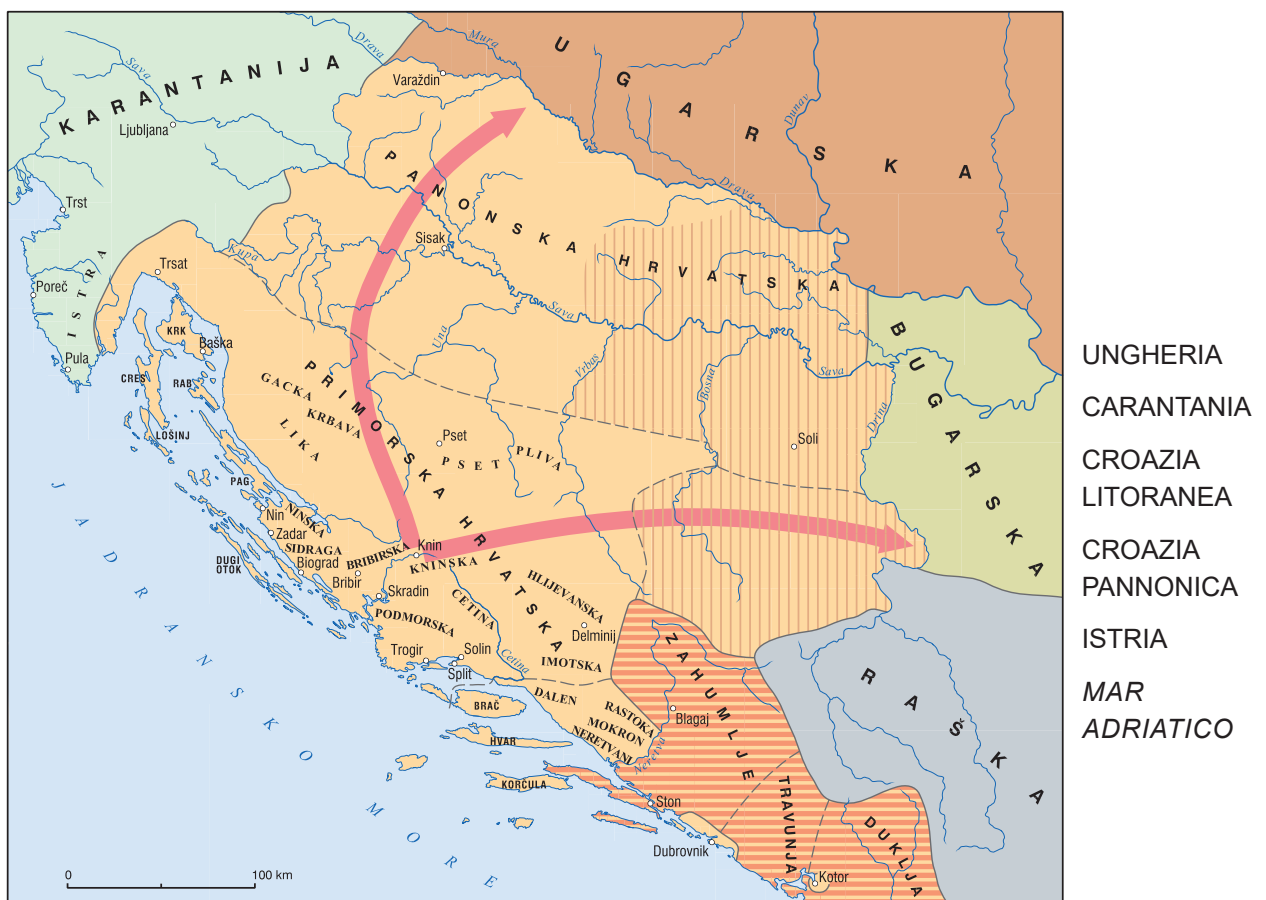 KARANTANIJA
UGARSKA
Mura
Drava
Sava
Varaždin
Ljubljana
Dunav
Drava
PANONSKA HRVATSKA
Trst
Sisak
Kupa
Trsat
Poreč
ISTRA
KRK
Baška
Pula
CRES
RAB
LOŠINJ
Una
Sava
Vrbas
Bosna
Sava
Drina
BUGARSKA
PRIMORSKA HRVATSKA
GACKA
KRBAVA
LIKA
Pset
PSET
PLIVA
Soli
PAG
Nin
NINSKA
Zadar
SIDRAGA
Biograd
BRIBIRSKA
Bribir
Knin
KNINSKA
DUGI
OTOK
Skradin
CETINA
HLIJEVANSKA
PODMORSKA
Delminij
Trogir
Solin
Split
Cetina
IMOTSKA
ZAHUMLJE
RAŠKA
BRAČ
DALEN
RASTOKA
MOKRON
NERETVANI
Blagaj
HVAR
Neretva
KORČULA
Ston
TRAVUNJA
DUKLJA
Dubrovnik
Kotor
JADRANSKO MORE
0 100 km
UNGHERIA
CARANTANIA
CROAZIA
LITORANEA
CROAZIA
PANNONICA
ISTRIA
MAR
ADRIATICO